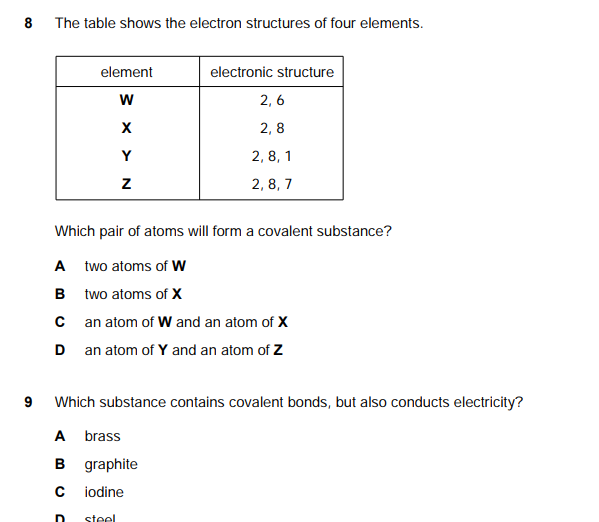 8 The table shows the electron structures of four elements.
element electronic structure
W 2, 6
X 2, 8
Y 2, 8, 1
Z 2, 8, 7
Which pair of atoms will form a covalent substance?
A two atoms of W
B two atoms of X
C an atom of W and an atom of X
D an atom of Y and an atom of Z
9 Which substance contains covalent bonds, but also conducts electricity?
A brass
B graphite
C iodine
D steel